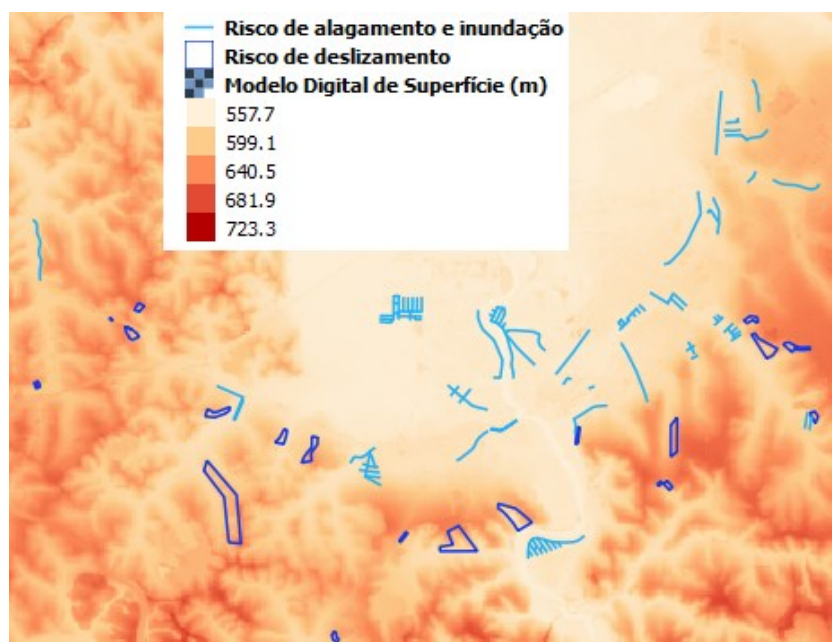 Risco de alagamento e inundação
Risco de deslizamento
Modelo Digital de Superfície (m)
557.7
599.1
640.5
681.9
723.3